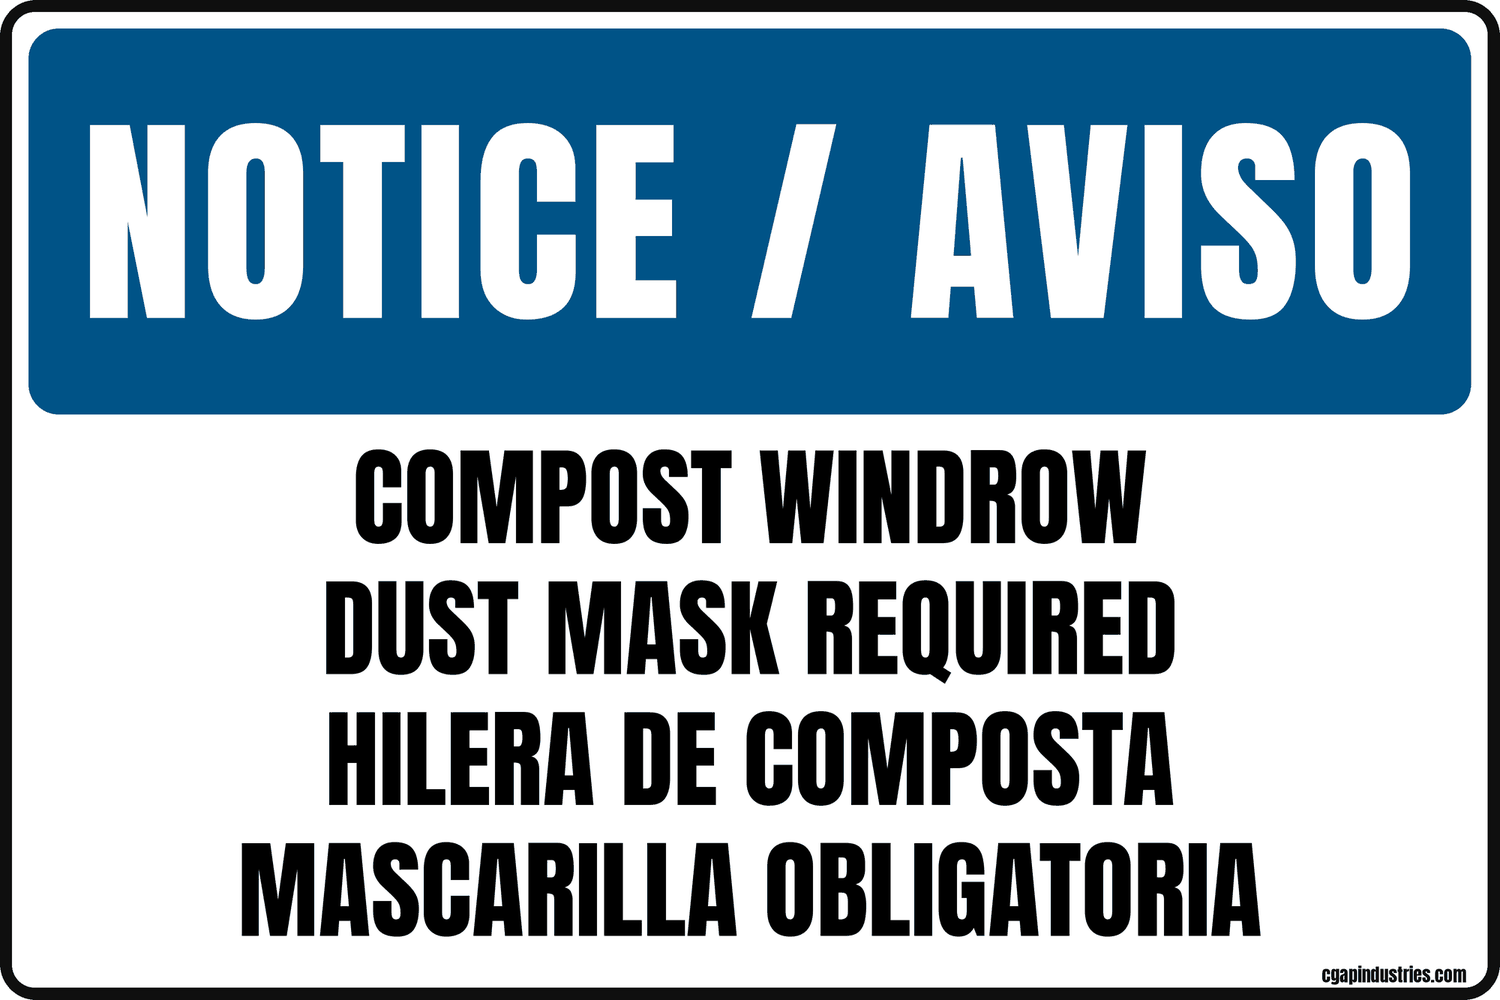 NOTICE / AVISO
COMPOST WINDROW
DUST MASK REQUIRED
HILERA DE COMPOSTA
MASCARILLA OBLIGATORIA
cgapindustries.com